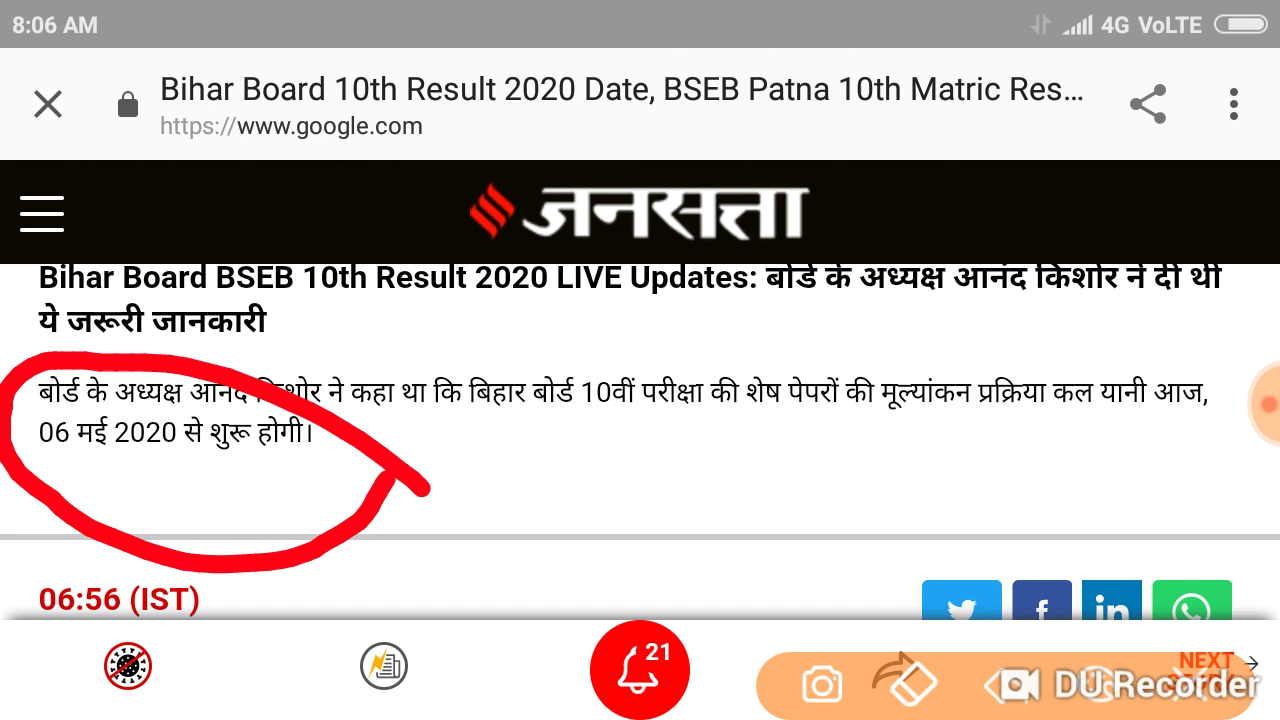 8:06 AM
4G VoLTE
Bihar Board 10th Result 2020 Date, BSEB Patna 10th Matric Res...
https://www.google.com
जनसत्ता
Bihar Board BSEB 10th Result 2020 LIVE Updates: बोर्ड के अध्यक्ष आनंद किशोर ने दी थी
ये जरूरी जानकारी
बोर्ड के अध्यक्ष आनंद किशोर ने कहा था कि बिहार बोर्ड 10वीं परीक्षा की शेष पेपरों की मूल्यांकन प्रक्रिया कल यानी आज,
06 मई 2020 से शुरू होगी।
06:56 (IST)
21
NEXT
DU Recorder